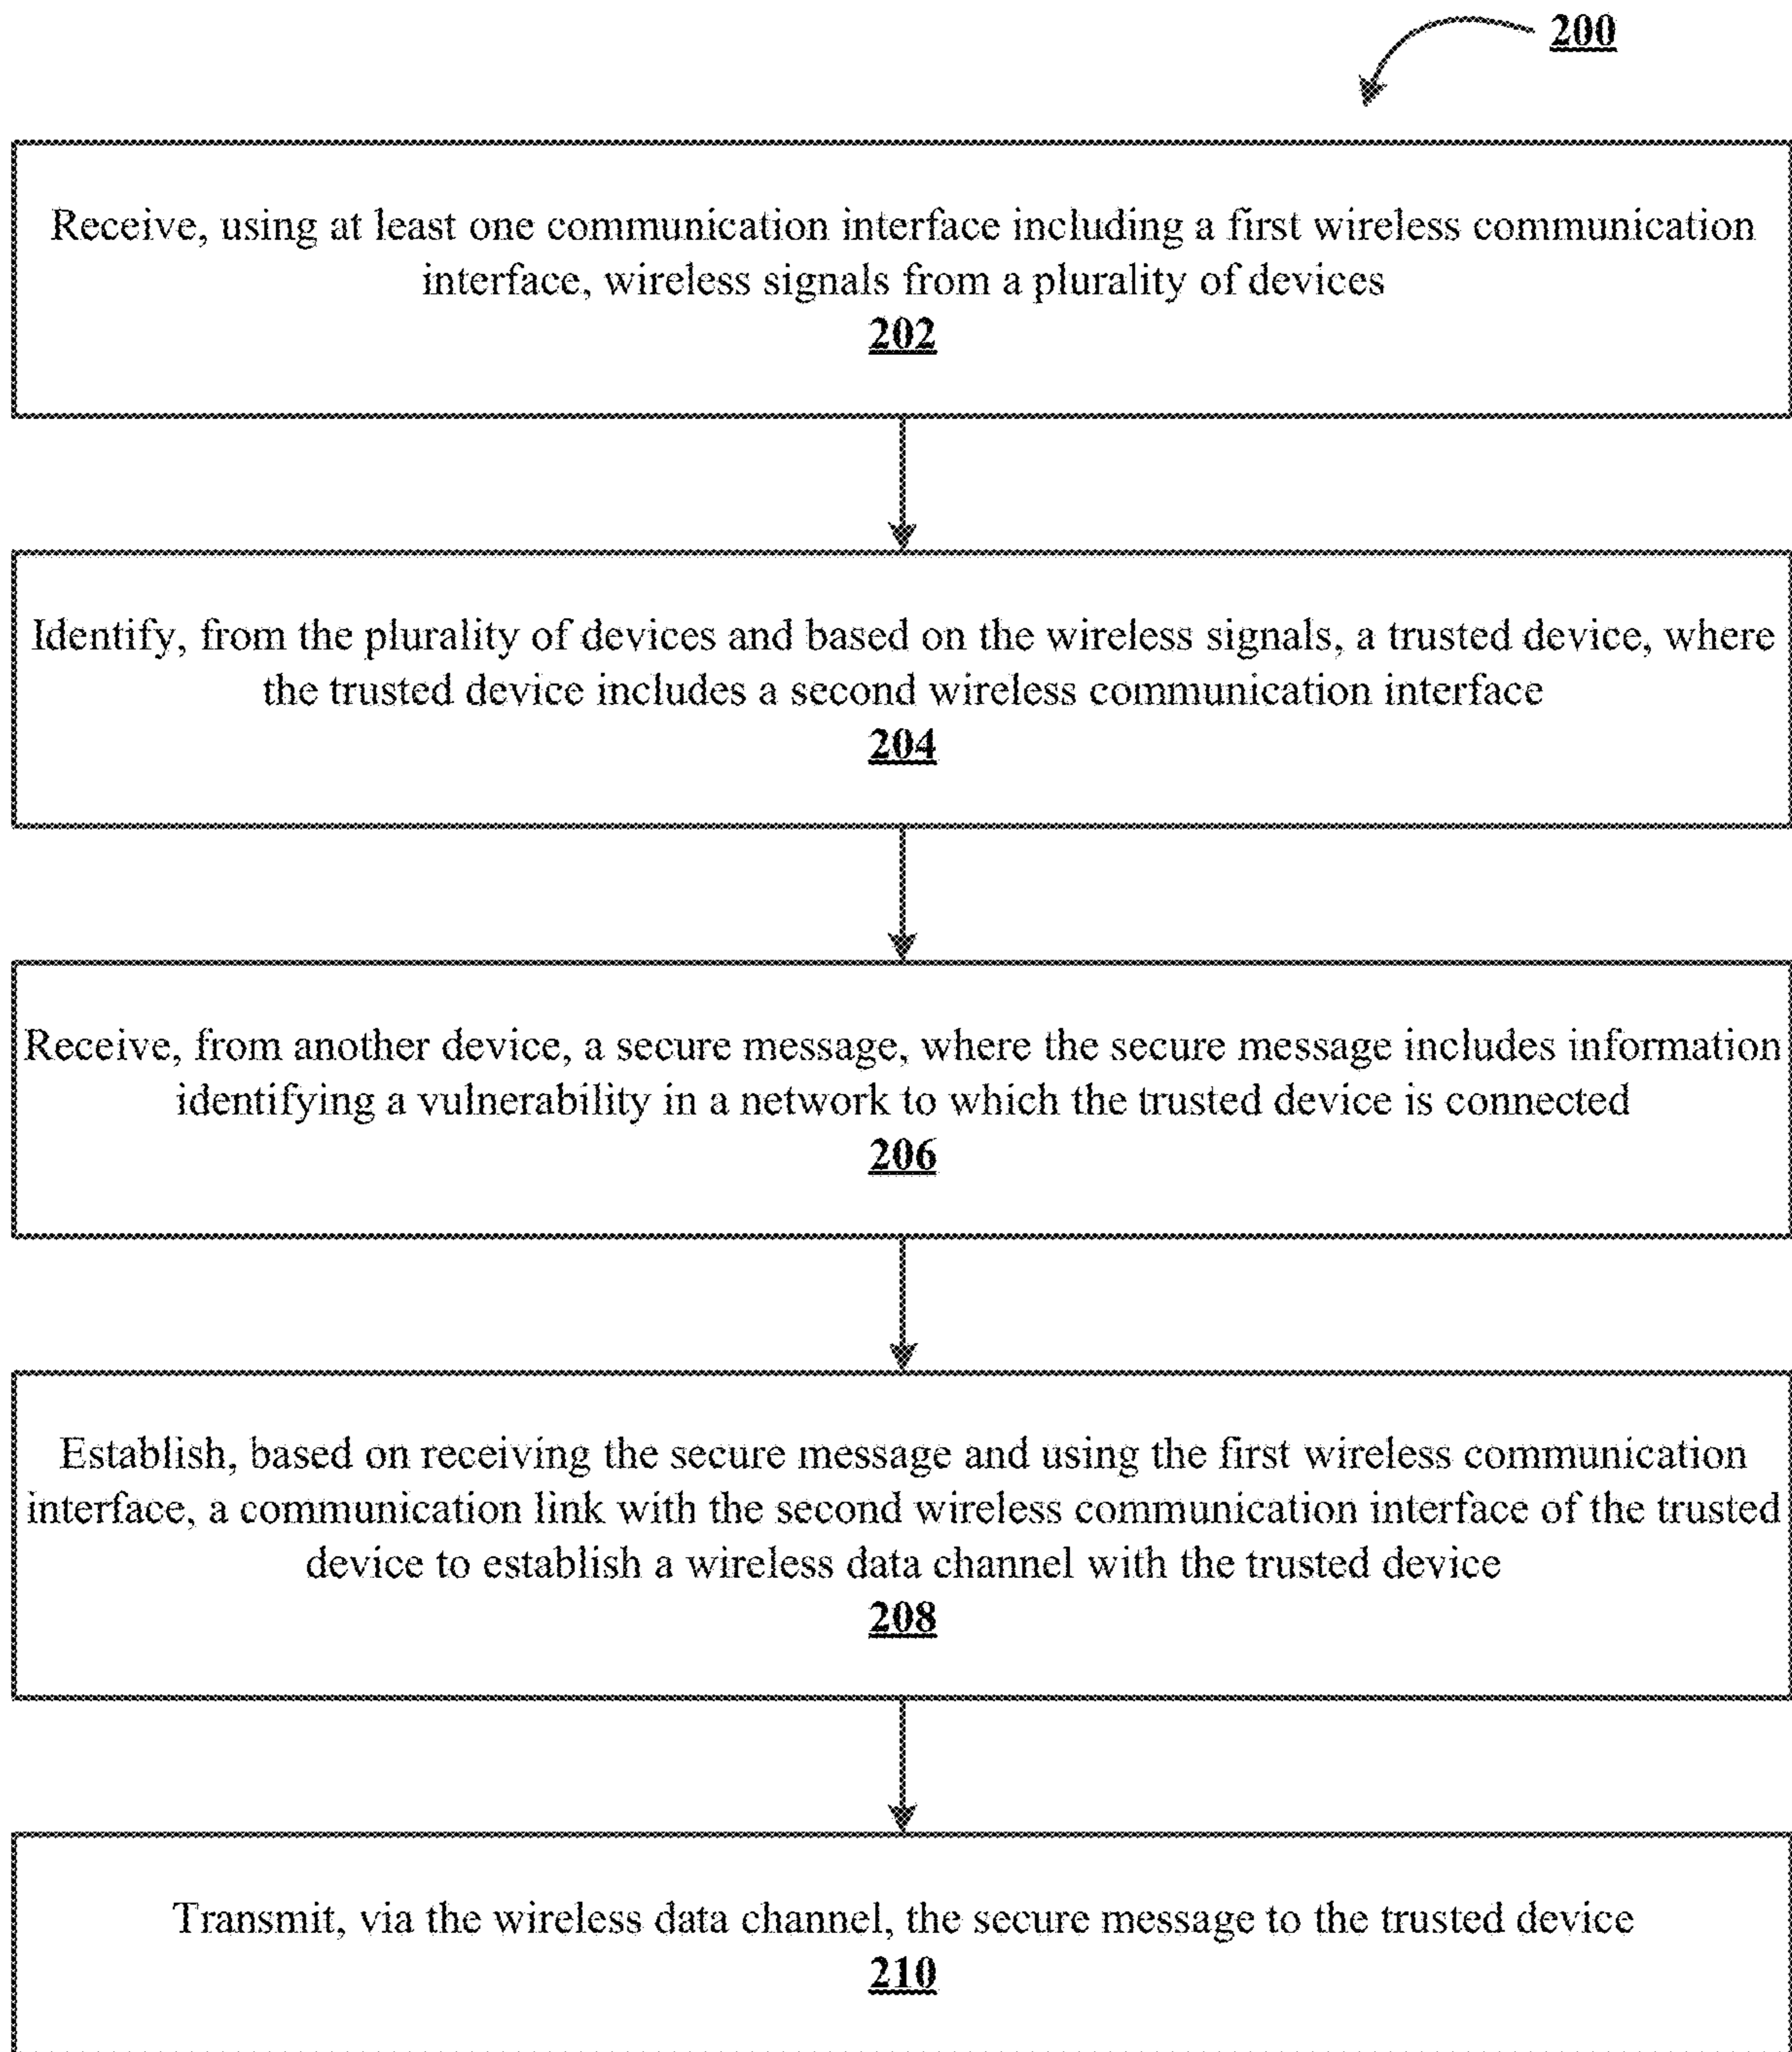 200
Receive, using at least one communication interface including a first wireless communication
interface, wireless signals from a plurality of devices
202
Identify, from the plurality of devices and based on the wireless signals, a trusted device, where
the trusted device includes a second wireless communication interface
204
Receive, from another device, a secure message, where the secure message includes information
identifying a vulnerability in a network to which the trusted device is connected
206
Establish, based on receiving the secure message and using the first wireless communication
interface, a communication link with the second wireless communication interface of the trusted
device to establish a wireless data channel with the trusted device
208
Transmit, via the wireless data channel, the secure message to the trusted device
210